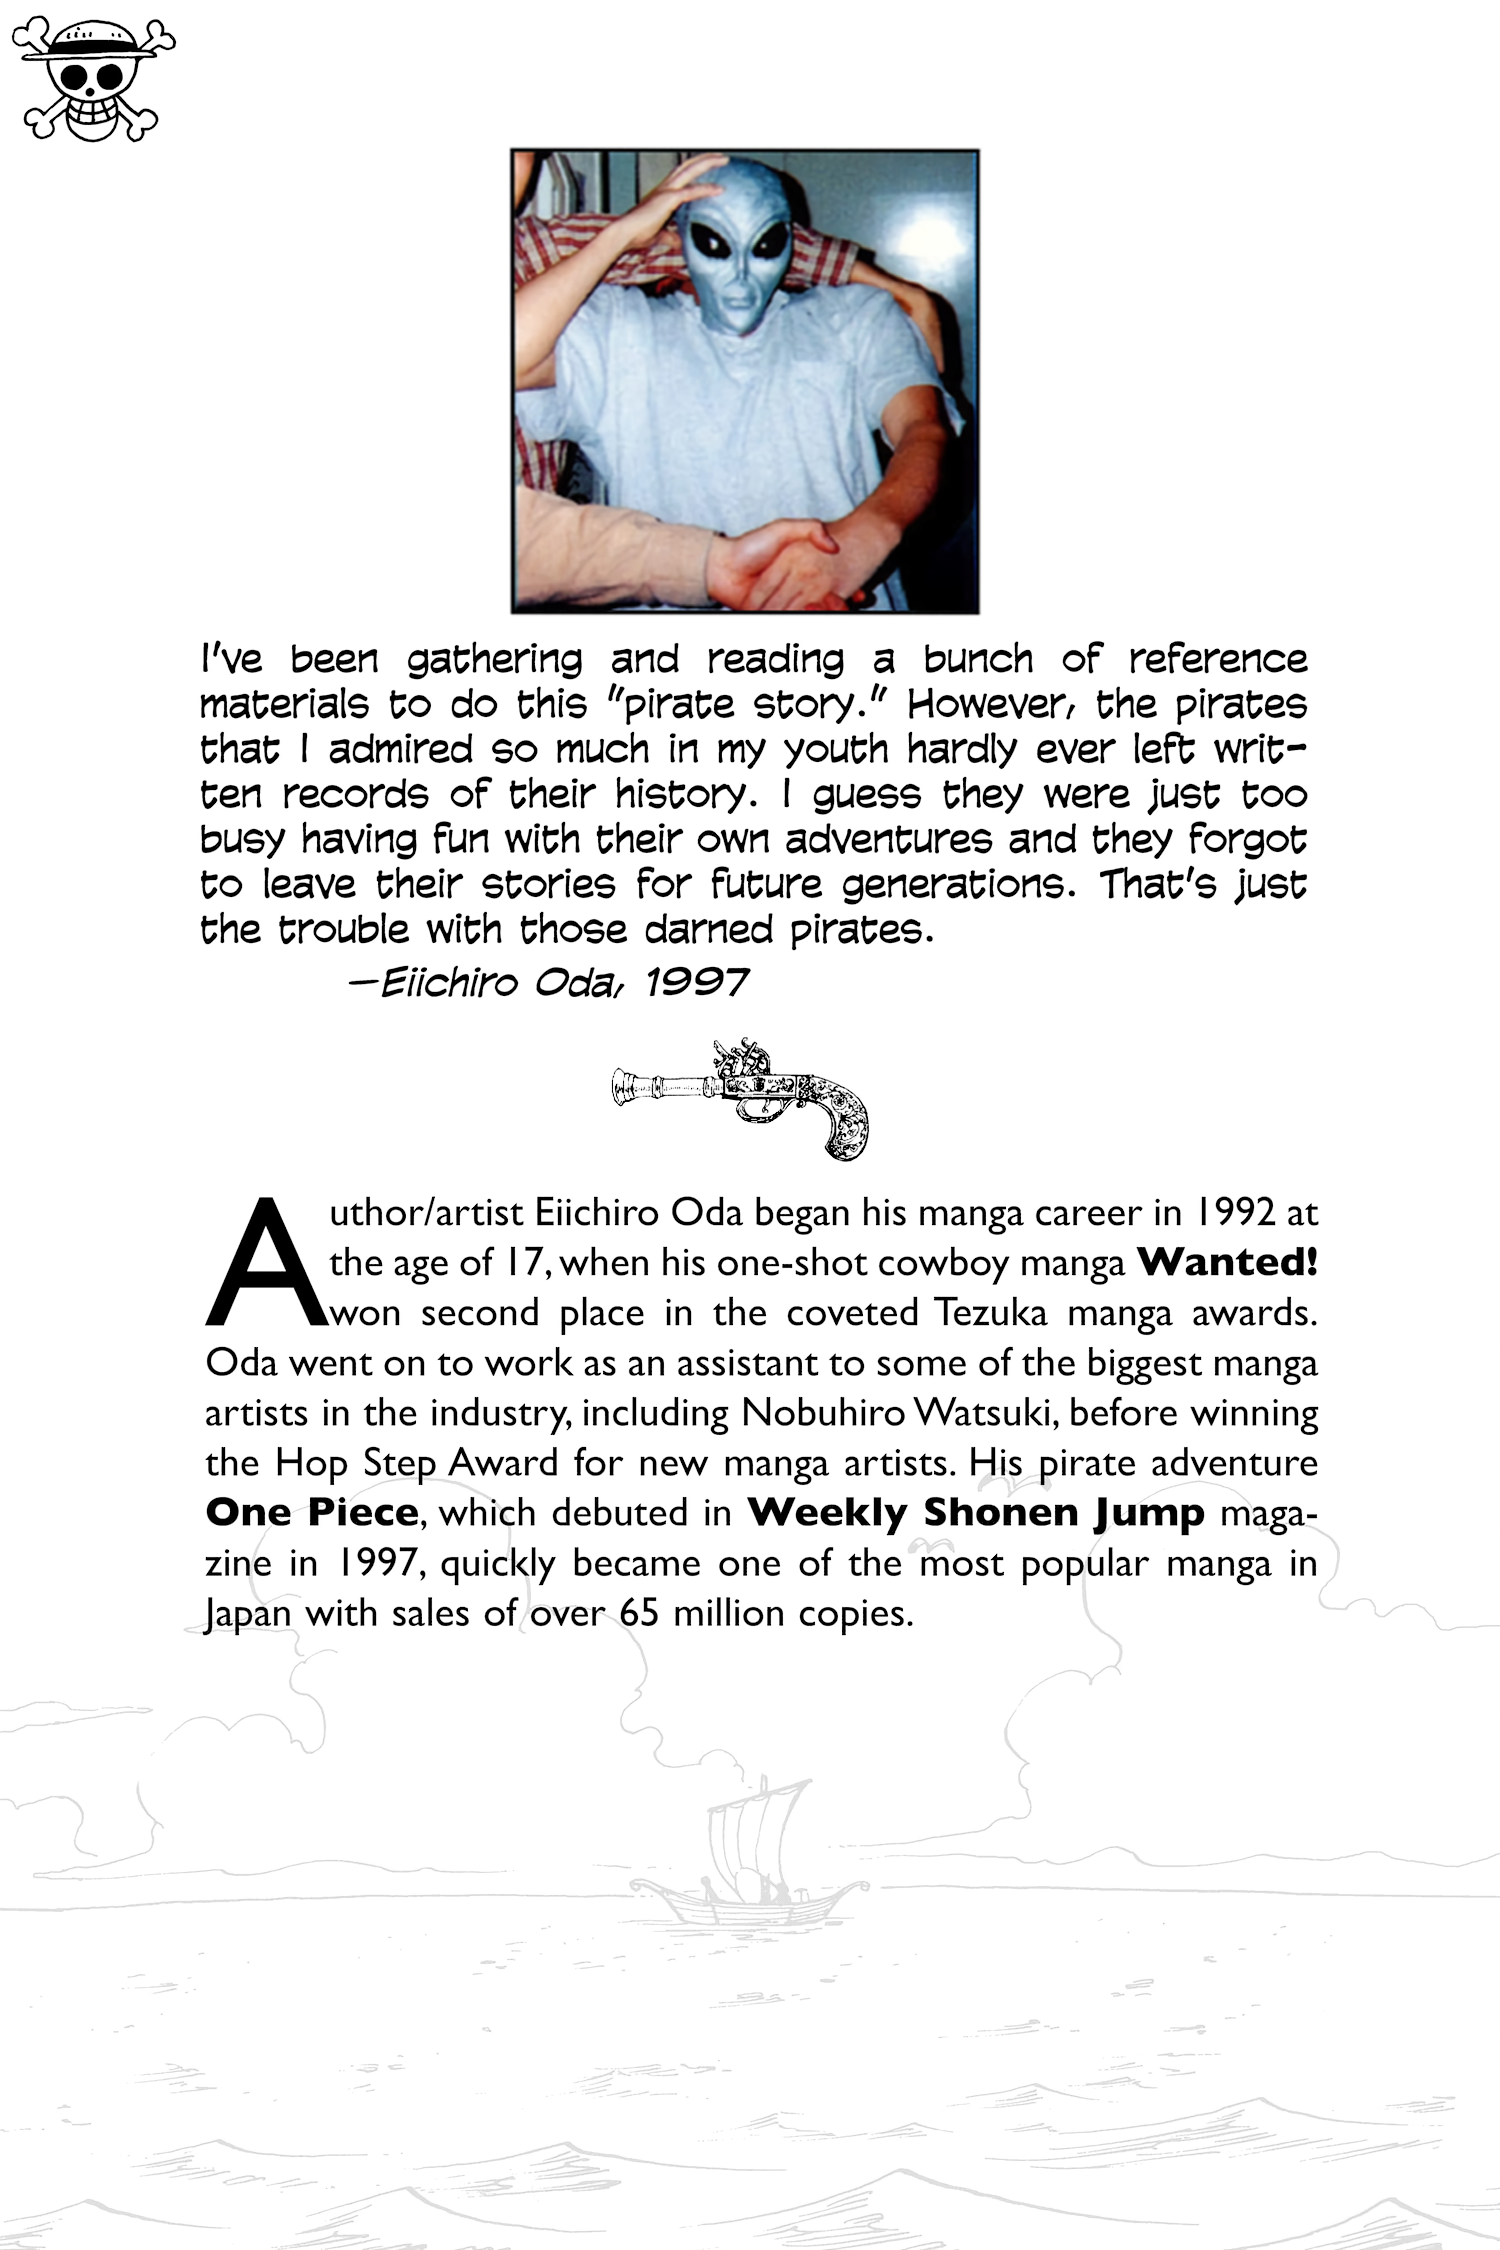 I've been gathering and reading a bunch of reference
materials to do this "pirate story." However, the pirates
that I admired so much in my youth hardly ever left writ-
ten records of their history. I guess they were just too
busy having fun with their own adventures and they forgot
to leave their stories for future generations. That's just
the trouble with those darned pirates.
—Eiichiro Oda, 1997
Author/artist Eiichiro Oda began his manga career in 1992 at
the age of 17, when his one-shot cowboy manga Wanted!
won second place in the coveted Tezuka manga awards.
Oda went on to work as an assistant to some of the biggest manga
artists in the industry, including Nobuhiro Watsuki, before winning
the Hop Step Award for new manga artists. His pirate adventure
One Piece, which debuted in Weekly Shonen Jump maga-
zine in 1997, quickly became one of the most popular manga in
Japan with sales of over 65 million copies.